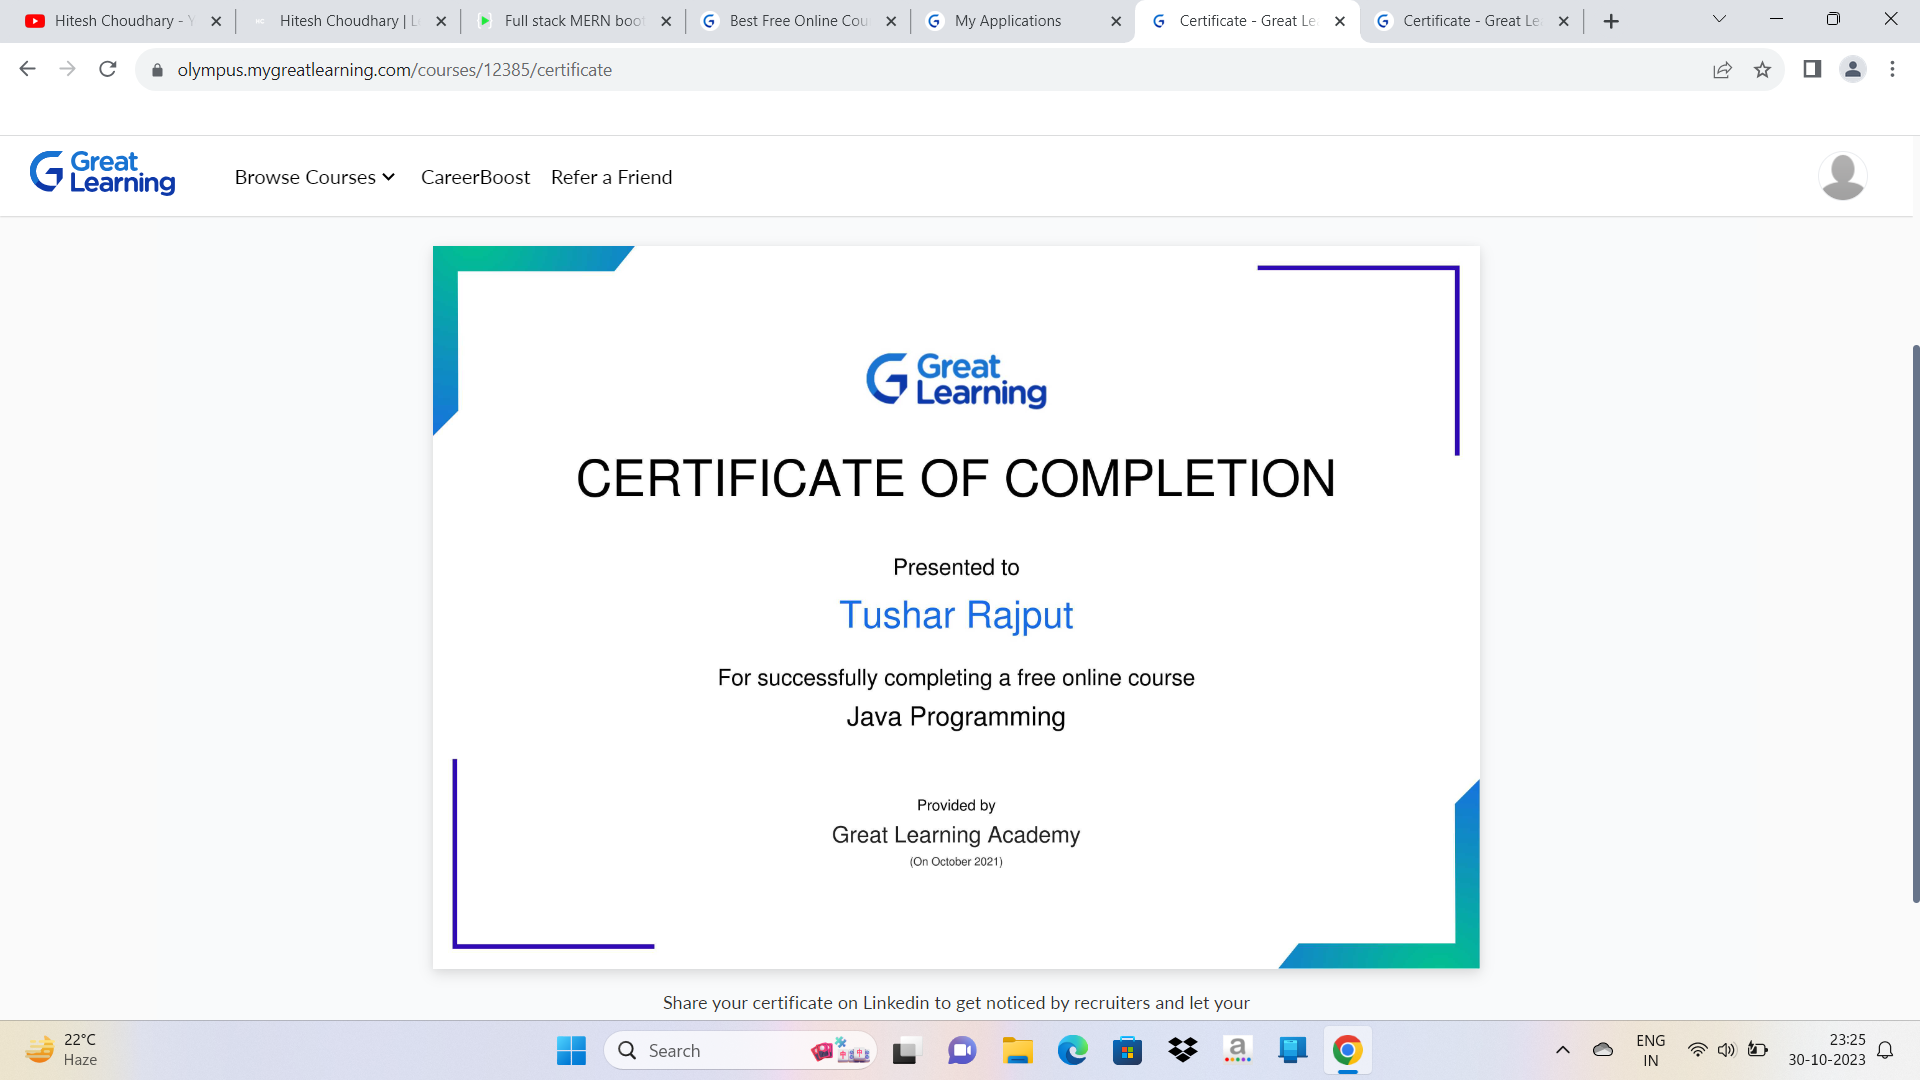 Hitesh Choudhary - Y
Hitesh Choudhary | L
Full stack MERN boo
Best Free Online Cou
My Applications
Certificate - Great Le
Certificate - Great Le
olympus.mygreatlearning.com/courses/12385/certificate
Great Learning
Browse Courses
CareerBoost
Refer a Friend
Great
Learning
CERTIFICATE OF COMPLETION
Presented to
Tushar Rajput
For successfully completing a free online course
Java Programming
Provided by
Great Learning Academy
(On October 2021)
Share your certificate on Linkedin to get noticed by recruiters and let your
22°C
Haze
Search
ENG
IN
23:25
30-10-2023